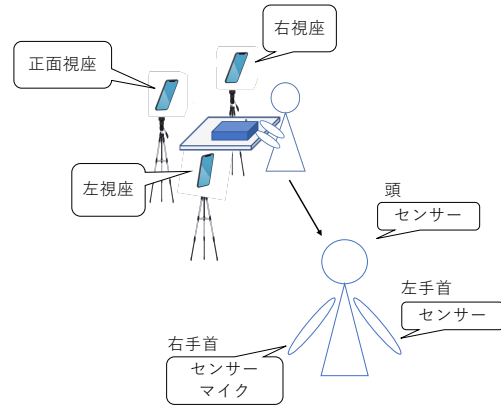 右視座
正面視座
左視座
頭
センサー
左手首
センサー
右手首
センサー
マイク